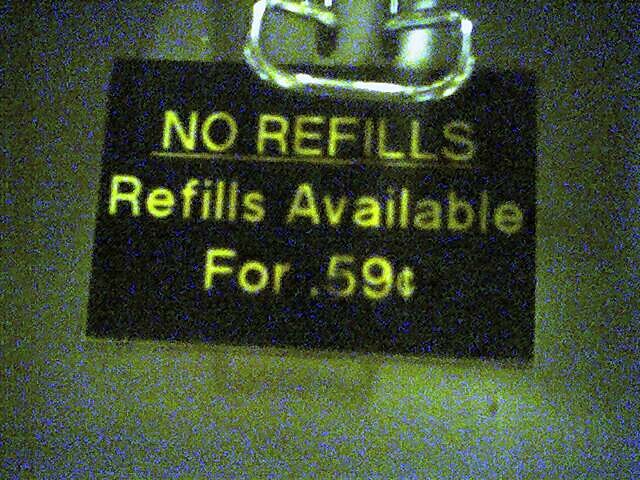 NO REFILLS
Refills Available
For .59¢